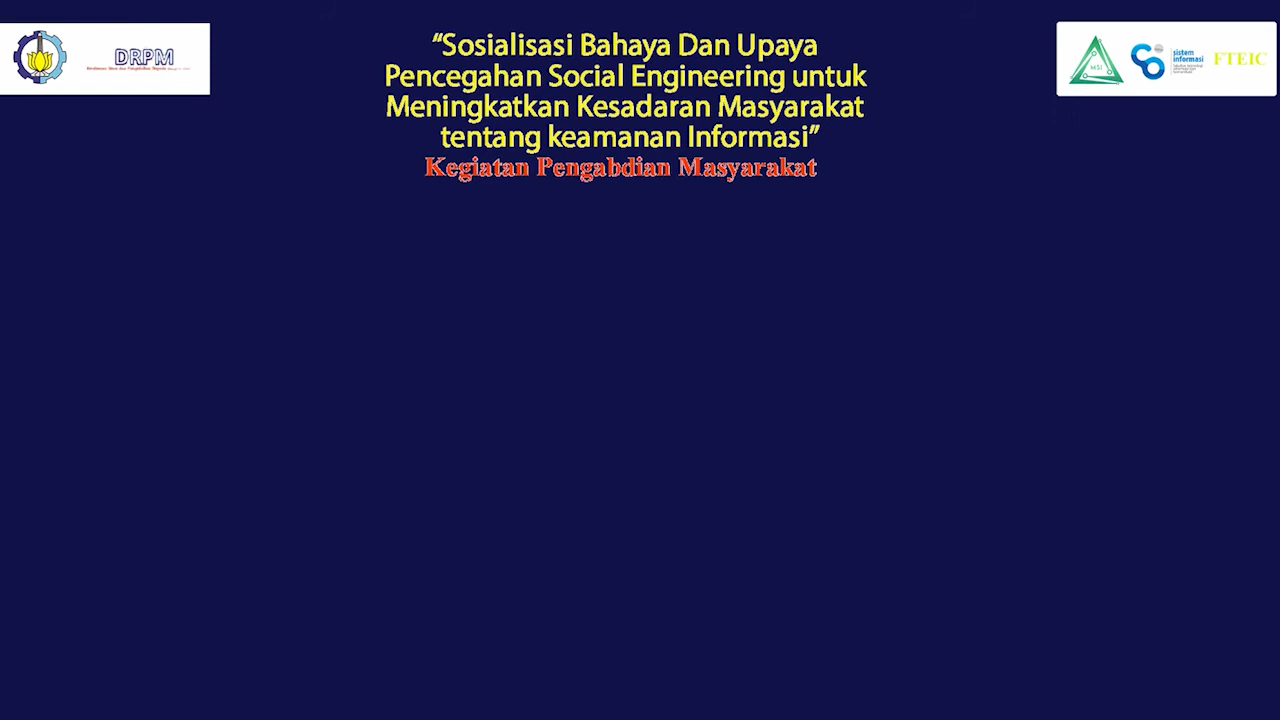 DRPM
"Sosialisasi Bahaya Dan Upaya
Pencegahan Social Engineering untuk
Meningkatkan Kesadaran Masyarakat
tentang keamanan Informasi"
Kegiatan Pengabdian Masyarakat
sistem
informasi
FTEIC